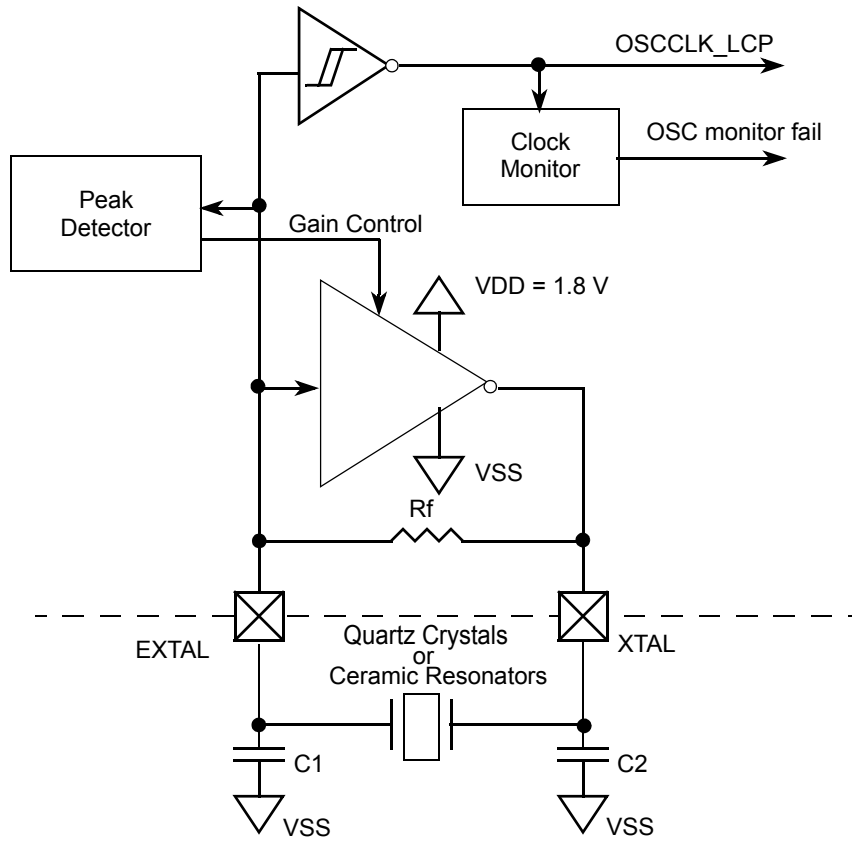 OSCCLK_LCP
Clock
Monitor
OSC monitor fail
Peak
Detector
Gain Control
VDD = 1.8 V
VSS
Rf
EXTAL
Quartz Crystals
or
Ceramic Resonators
XTAL
C1
C2
VSS
VSS